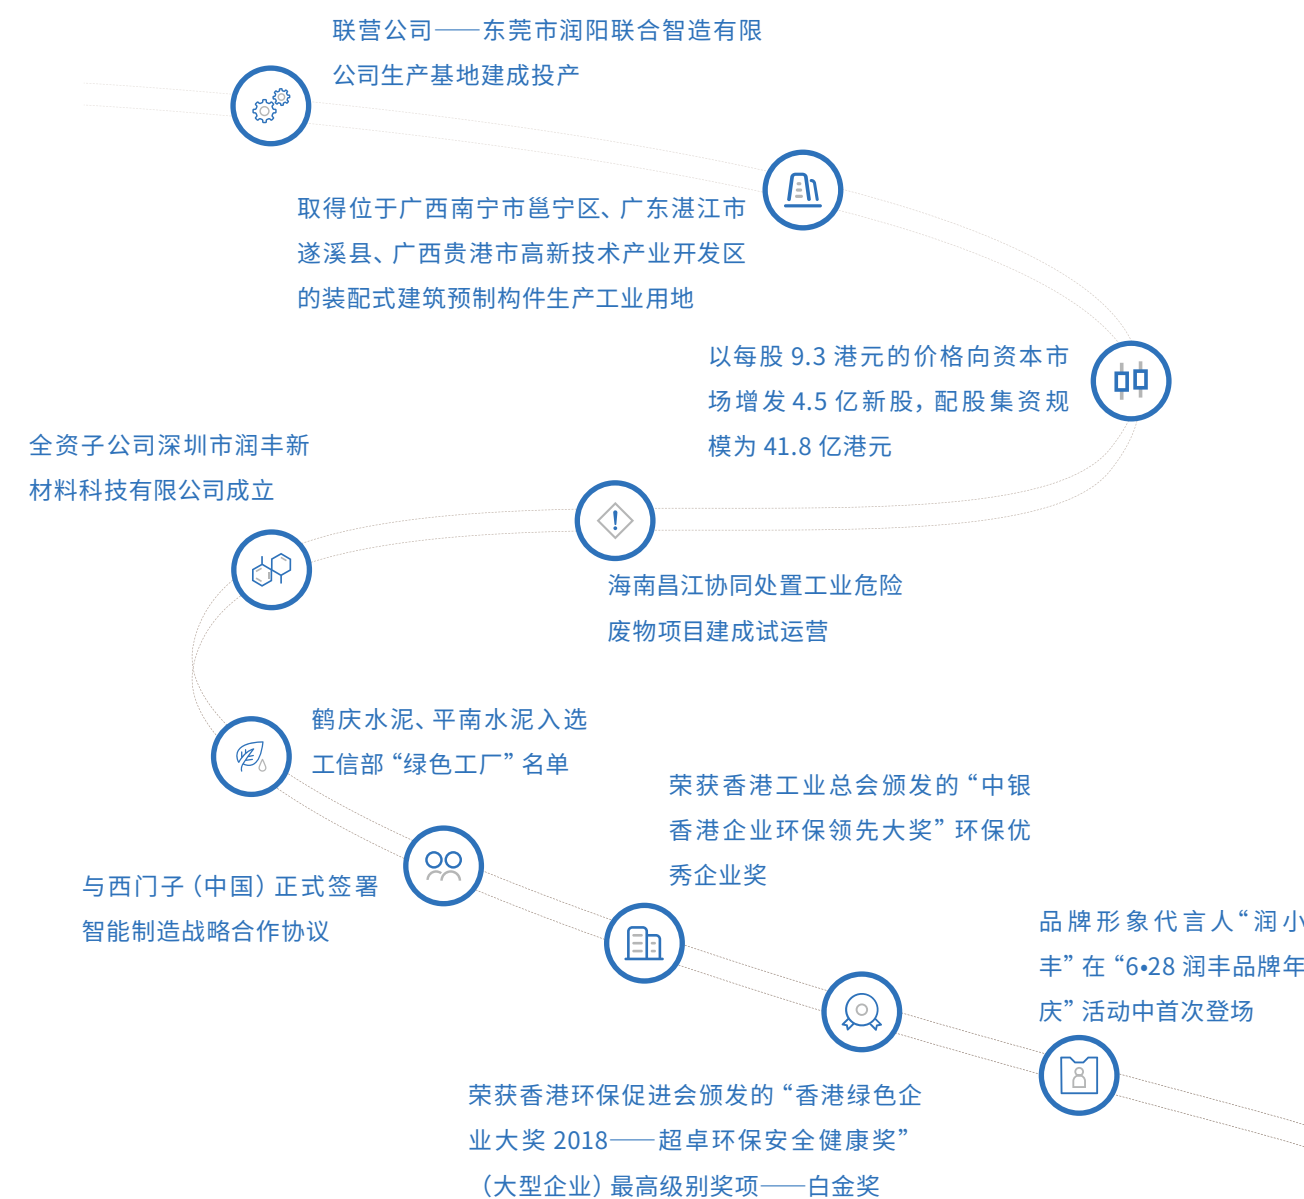 联营公司——东莞市润阳联合智造有限
公司生产基地建成投产
取得位于广西南宁市邕宁区、广东湛江市
遂溪县、广西贵港市高新技术产业开发区
的装配式建筑预制构件生产工业用地
以每股 9.3 港元的价格向资本市
场增发 4.5 亿新股，配股集资规
模为 41.8 亿港元
全资子公司深圳市润丰新
材料科技有限公司成立
海南昌江协同处置工业危险
废物项目建成试运营
鹤庆水泥、平南水泥入选
工信部“绿色工厂”名单
荣获香港工业总会颁发的“中银
香港企业环保领先大奖”环保优
秀企业奖
与西门子（中国）正式签署
智能制造战略合作协议
品牌形象代言人“润小
丰”在“6•28 润丰品牌年
庆”活动中首次登场
荣获香港环保促进会颁发的“香港绿色企
业大奖 2018——超卓环保安全健康奖”
（大型企业）最高级别奖项——白金奖